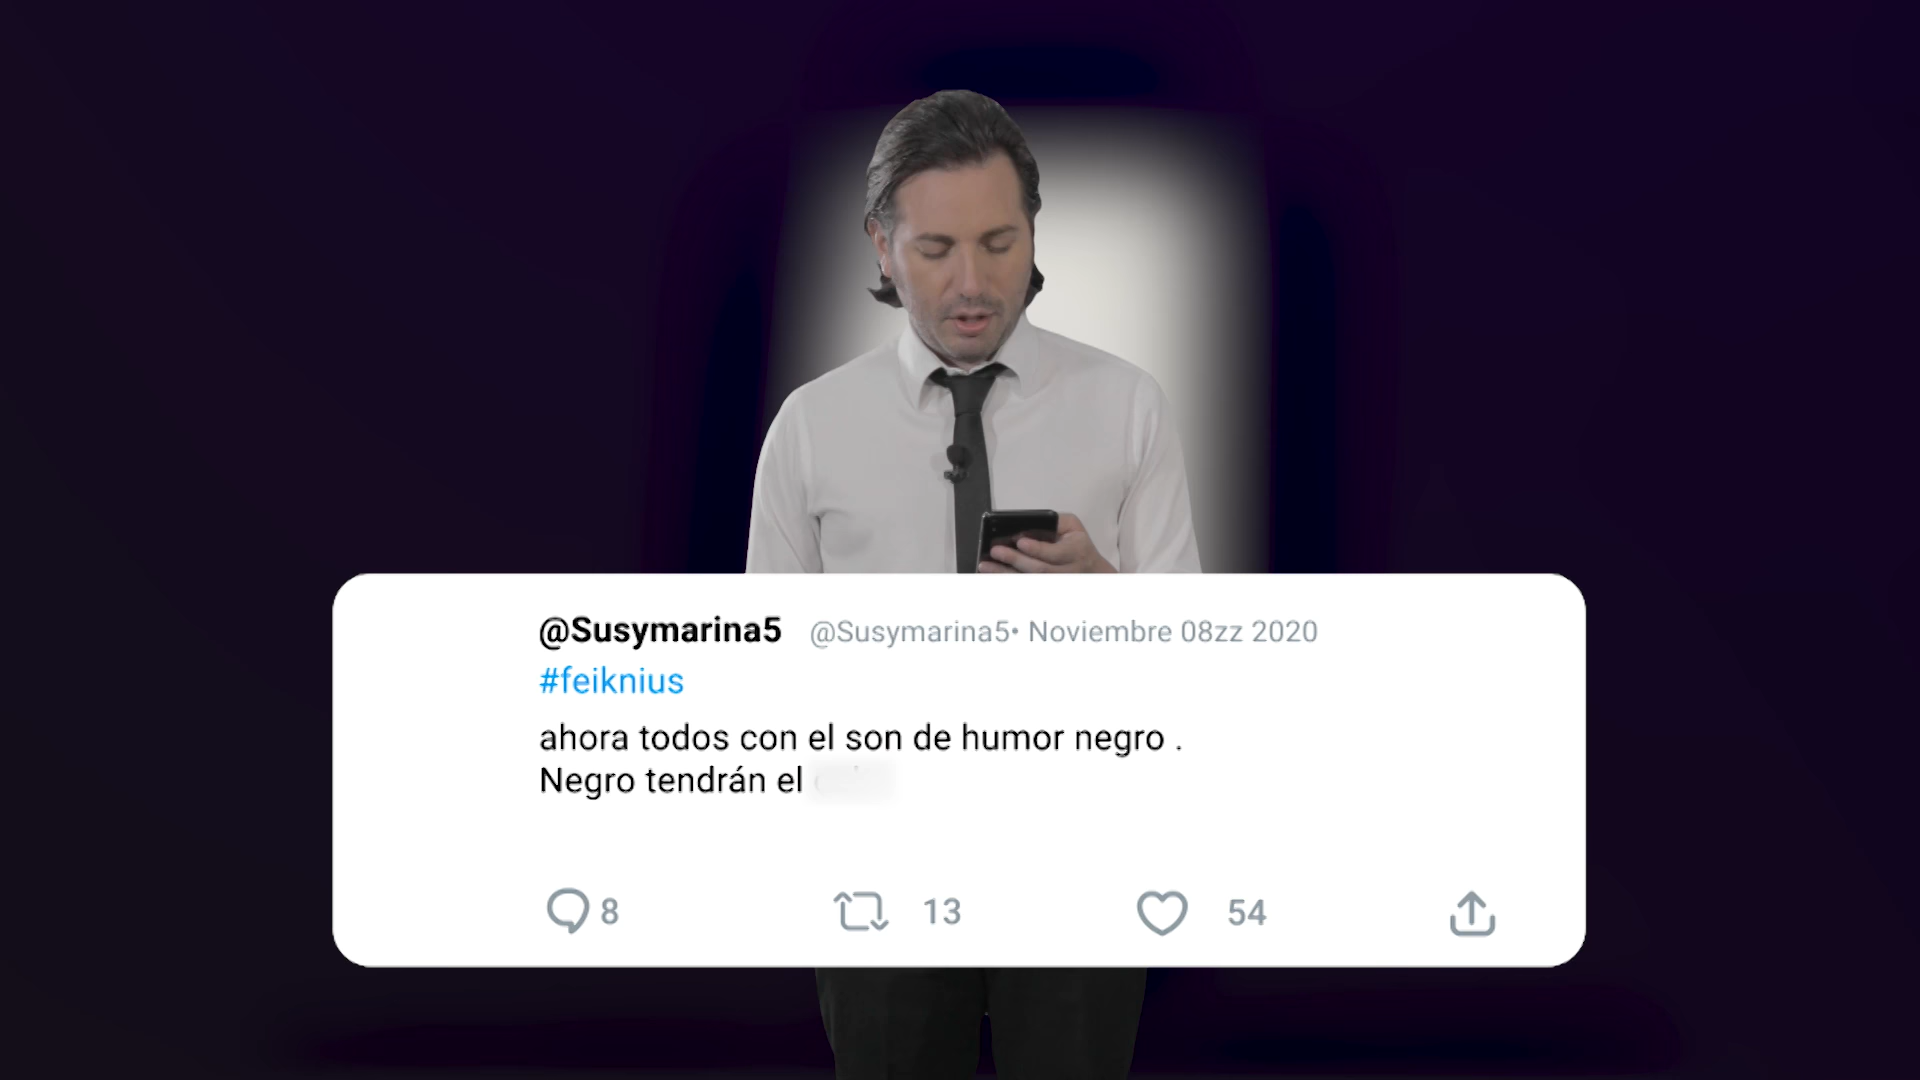 @Susymarina5 @Susymarina5• Noviembre 08zz 2020
#feiknius
ahora todos con el son de humor negro .
Negro tendrán el
8 13 54